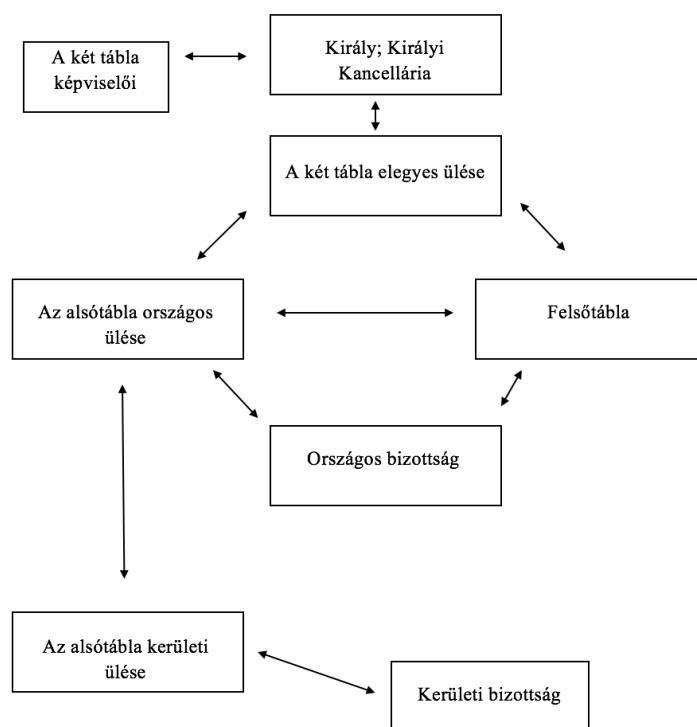 A két tábla
képviselői
Király; Királyi
Kancellária
A két tábla elegyes ülése
Az alsótábla országos
ülése
Felsőtábla
Országos bizottság
Az alsótábla kerületi
ülése
Kerületi bizottság